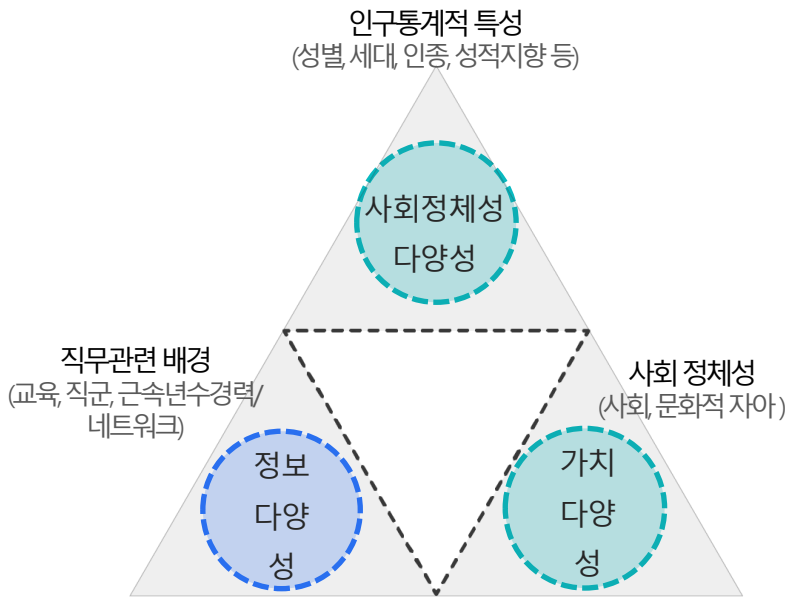 인구통계적 특성
(성별, 세대, 인종, 성적지향 등)
사회정체성
다양성
직무관련 배경
(교육, 직군, 근속년수경력/
네트워크)
사회 정체성
(사회, 문화적 자아 )
정보
다양
성
가치
다양
성